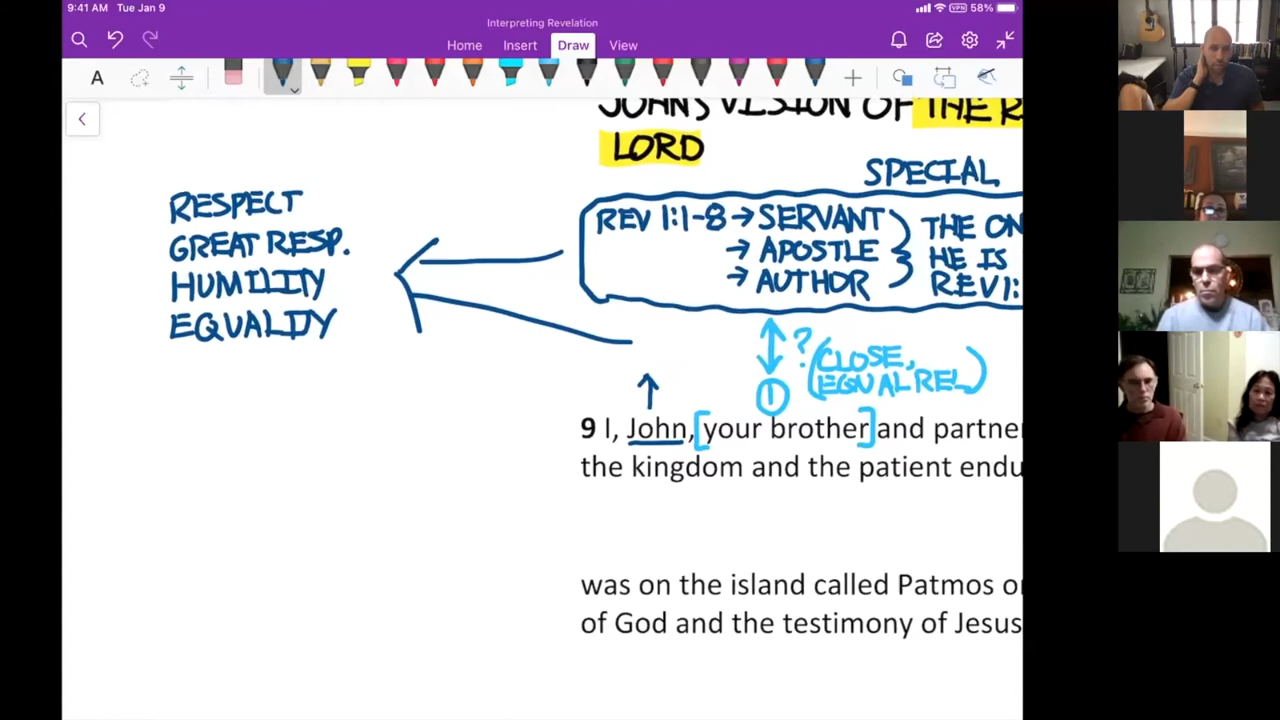 9:41 AM Tue Jan 9
VPN 58%
Interpreting Revelation
Home Insert Draw View
A
JOHN'S VISION OF THE R
LORD
SPECIAL
RESPECT
GREAT RESP.
HUMILITY
EQUALITY
REV 1:1-8 → SERVANT
→ APOSTLE
→ AUTHOR
THE ON
HE IS
REV 1:
? (CLOSE,
EQUAL REL)
1
9 I, John, [your brother] and partne
the kingdom and the patient endu
was on the island called Patmos o
of God and the testimony of Jesus